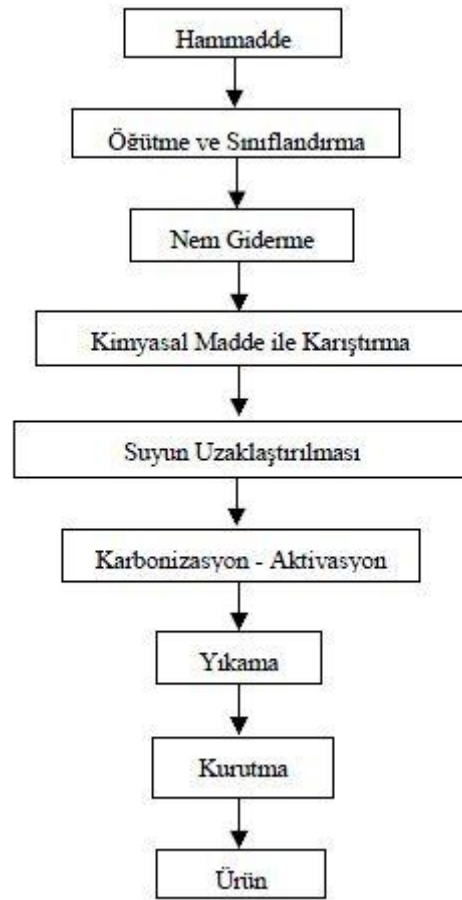 Hammadde
Öğütme ve Sınıflandırma
Nem Giderme
Kimyasal Madde ile Karıştırma
Suyun Uzaklaştırılması
Karbonizasyon - Aktivasyon
Yıkama
Kurutma
Ürün